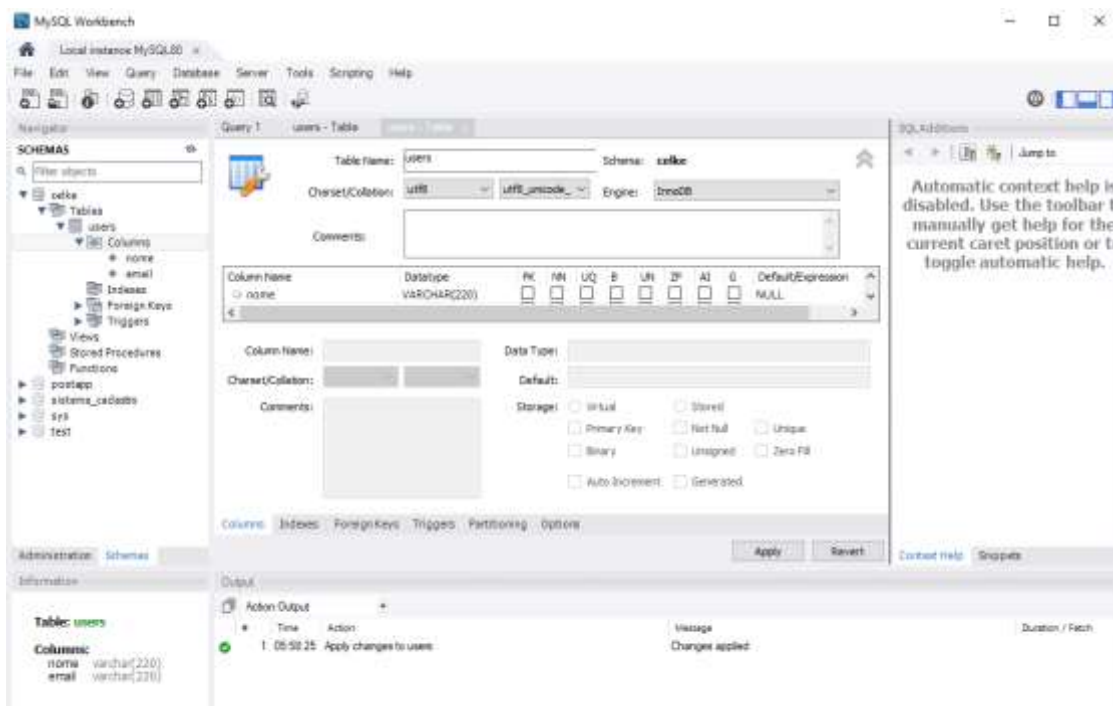 MySQL Workbench
Local instance MySQL80
File Edit View Query Database Server Tools Scripting Help
Navigator
SCHEMAS
Filter objects
celke
Tables
users
Columns
nome
email
Indexes
Foreign Keys
Triggers
Views
Stored Procedures
Functions
postapp
sistema_cadastro
sys
test
Administration Schemas
Query 1 users - Table users - Table
Table Name: users Schema: celke
Charset/Collation: utf8 utf8_unicode_ Engine: InnoDB
Comments:
Column Name Datatype PK NN UQ B UN ZF AI G Default/Expression
nome VARCHAR(220) NULL
Column Name: Data Type:
Charset/Collation: Default:
Comments: Storage: Virtual Stored
Primary Key Not Null Unique
Binary Unsigned Zero Fill
Auto Increment Generated
Columns Indexes Foreign Keys Triggers Partitioning Options
Apply Revert
SQLAdditions
Jump to
Automatic context help is
disabled. Use the toolbar t
manually get help for the
current caret position or t
toggle automatic help.
Context Help Snippets
Information
Table: users
Columns:
nome varchar(220)
email varchar(220)
Output
Action Output
# Time Action Message Duration / Fetch
1 05:58:25 Apply changes to users Changes applied